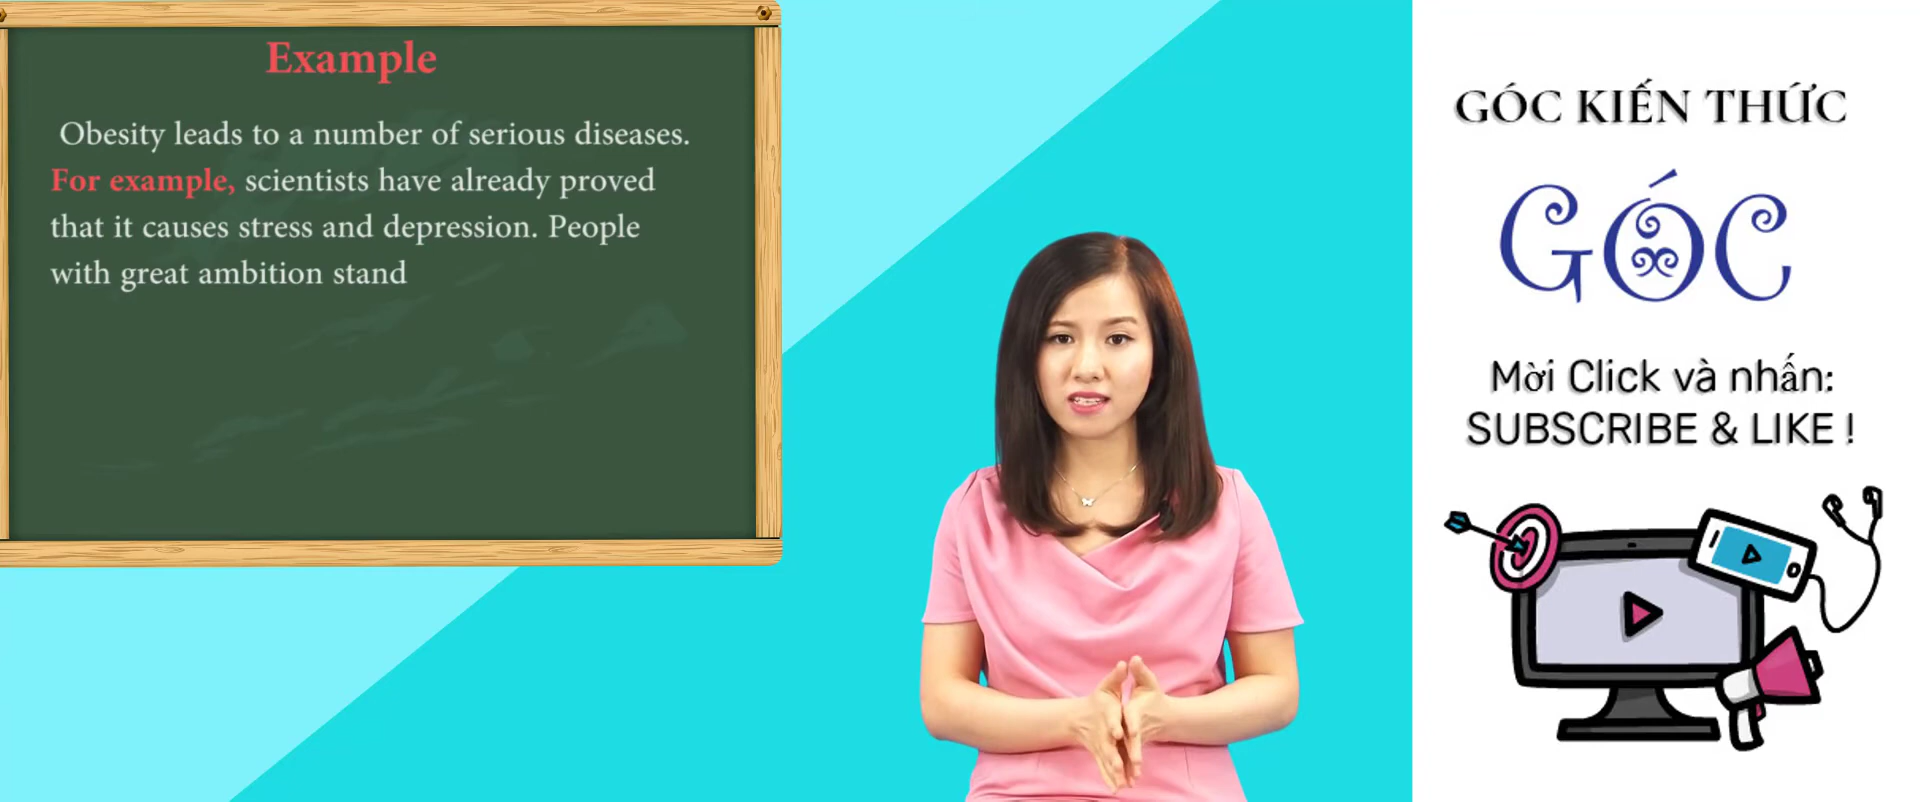 Example
Obesity leads to a number of serious diseases.
For example, scientists have already proved
that it causes stress and depression. People
with great ambition stand
GÓC KIẾN THỨC
GÓC
Mời Click và nhấn:
SUBSCRIBE & LIKE !